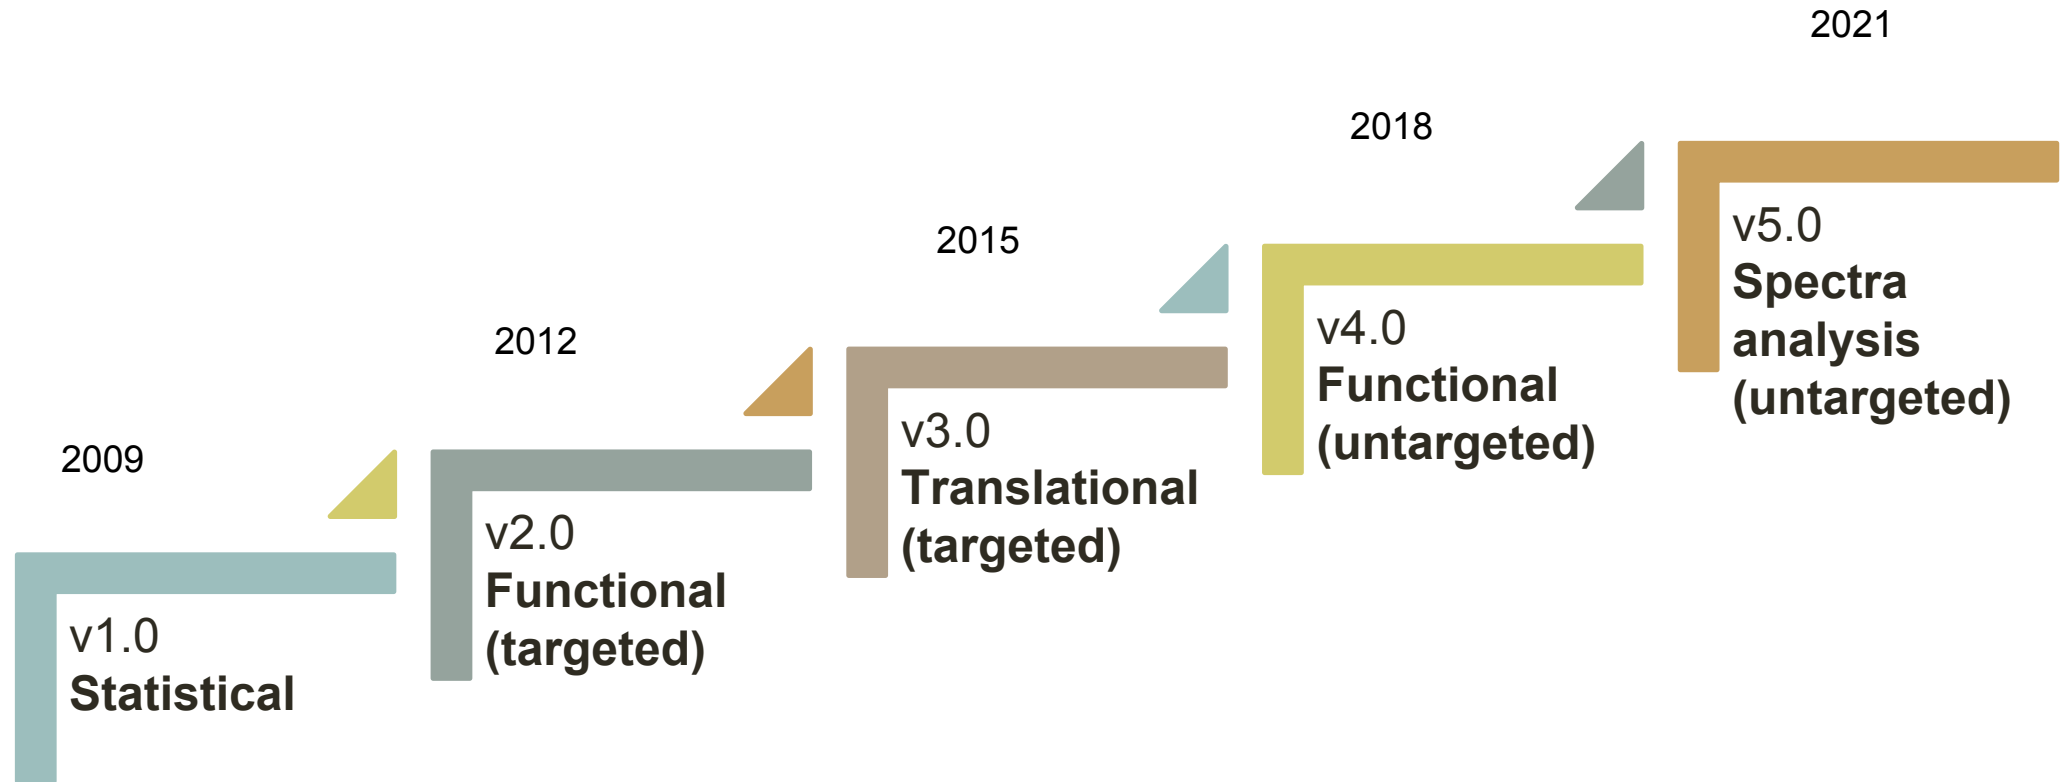 2009
v1.0
Statistical
2012
v2.0
Functional
(targeted)
2015
v3.0
Translational
(targeted)
2018
v4.0
Functional
(untargeted)
2021
v5.0
Spectra
analysis
(untargeted)